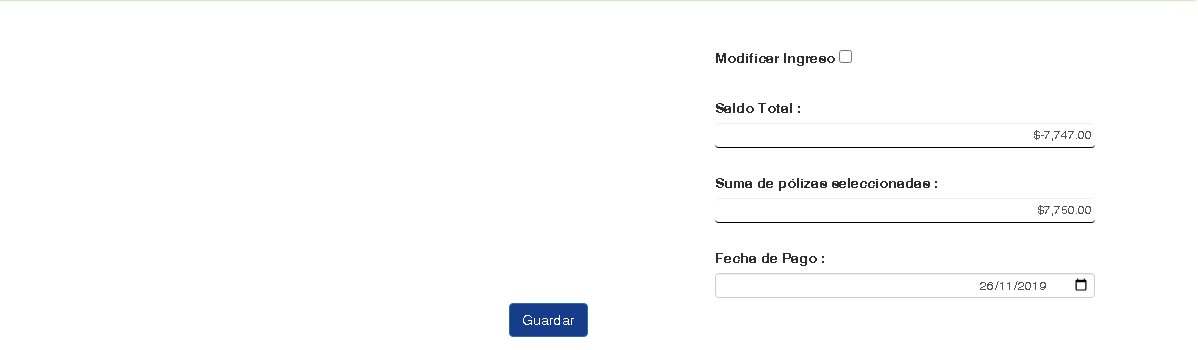 Modificar Ingreso
Saldo Total :
$-7,747.00
Suma de pólizas seleccionadas :
$7,750.00
Fecha de Pago :
26/11/2019
Guardar